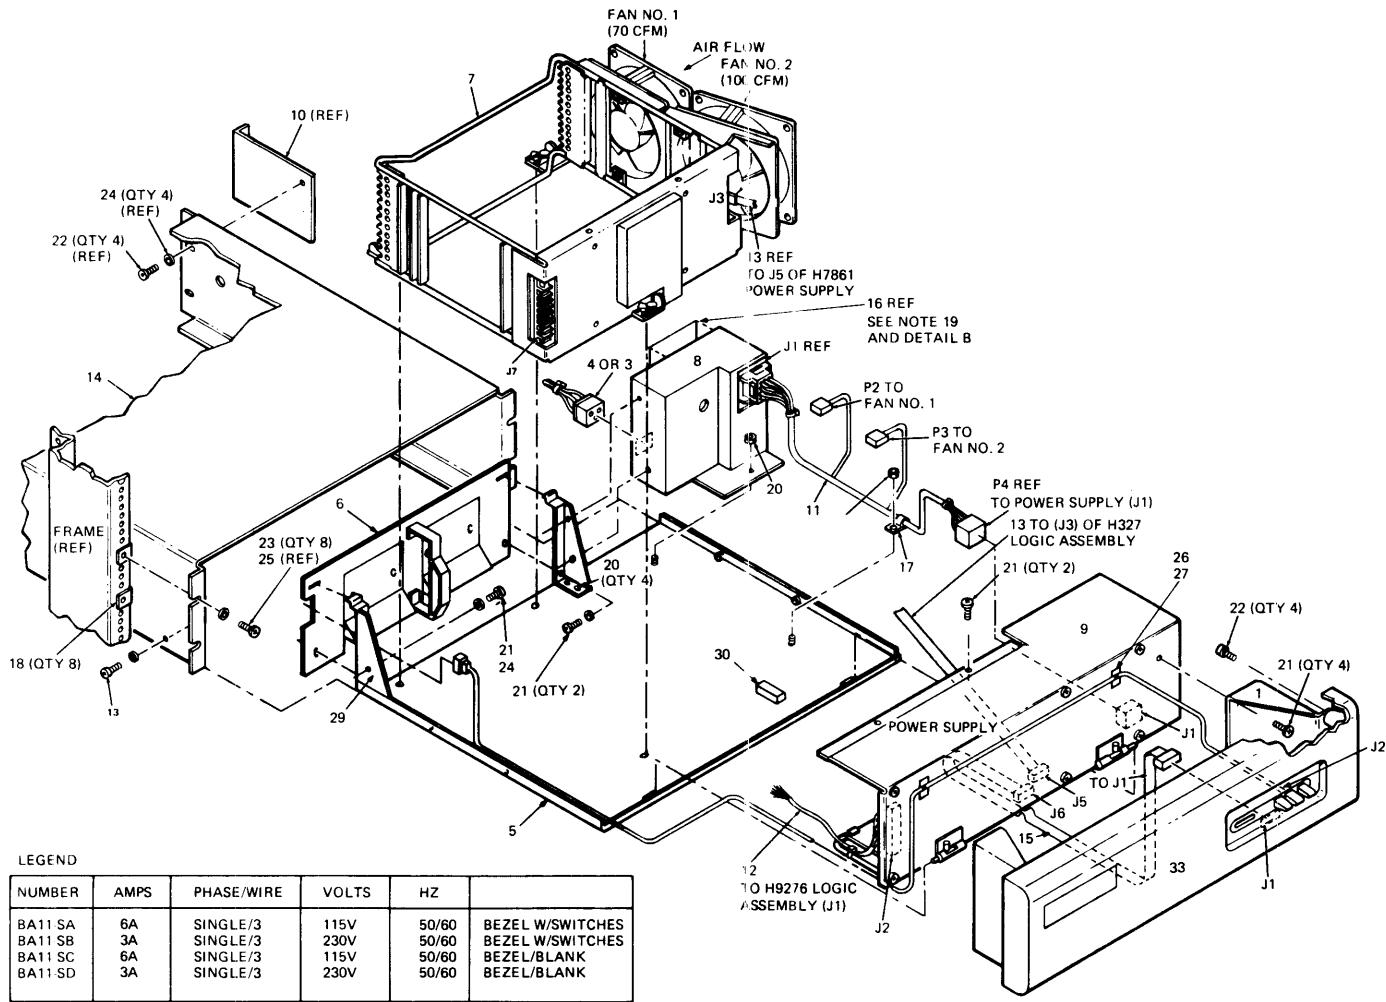 FAN NO. 1
(70 CFM)
AIR FLOW
FAN NO. 2
(100 CFM)
7
10 (REF)
24 (QTY 4)
(REF)
22 (QTY 4)
(REF)
J3
13 REF
TO J5 OF H7861
POWER SUPPLY
16 REF
SEE NOTE 19
AND DETAIL B
J1 REF
J7
4 OR 3
8
14
P2 TO
FAN NO. 1
P3 TO
FAN NO. 2
20
11
P4 REF
TO POWER SUPPLY (J1)
13 TO (J3) OF H327
LOGIC ASSEMBLY
17
6
C
C
FRAME
(REF)
23 (QTY 8)
25 (REF)
20
(QTY 4)
21 (QTY 2)
26
27
9
22 (QTY 4)
21 (QTY 4)
1
18 (QTY 8)
13
29
21
24
21 (QTY 2)
30
POWER SUPPLY
J1
J2
TO J1
J5
J6
15
5
12
TO H9276 LOGIC
ASSEMBLY (J1)
J2
33
J1
LEGEND
NUMBER AMPS PHASE/WIRE VOLTS HZ
BA11-SA 6A SINGLE/3 115V 50/60 BEZEL W/SWITCHES
BA11-SB 3A SINGLE/3 230V 50/60 BEZEL W/SWITCHES
BA11-SC 6A SINGLE/3 115V 50/60 BEZEL/BLANK
BA11-SD 3A SINGLE/3 230V 50/60 BEZEL/BLANK